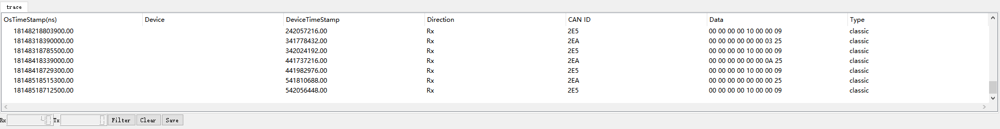 trace
OsTimeStamp(ns) Device DeviceTimeStamp Direction CAN ID Data Type
18148218803900.00 242057216.00 Rx 2E5 00 00 00 00 10 00 00 09 classic
18148318390000.00 341778432.00 Rx 2EA 00 00 00 00 00 00 03 25 classic
18148318785500.00 342024192.00 Rx 2E5 00 00 00 00 10 00 00 09 classic
18148418339000.00 441737216.00 Rx 2EA 00 00 00 00 00 00 0A 25 classic
18148418729300.00 441982976.00 Rx 2E5 00 00 00 00 10 00 00 09 classic
18148518515300.00 541810688.00 Rx 2EA 00 00 00 00 00 00 00 25 classic
18148518712500.00 542056448.00 Rx 2E5 00 00 00 00 10 00 00 09 classic
Rx 40 Tx 0 Filter Clear Save